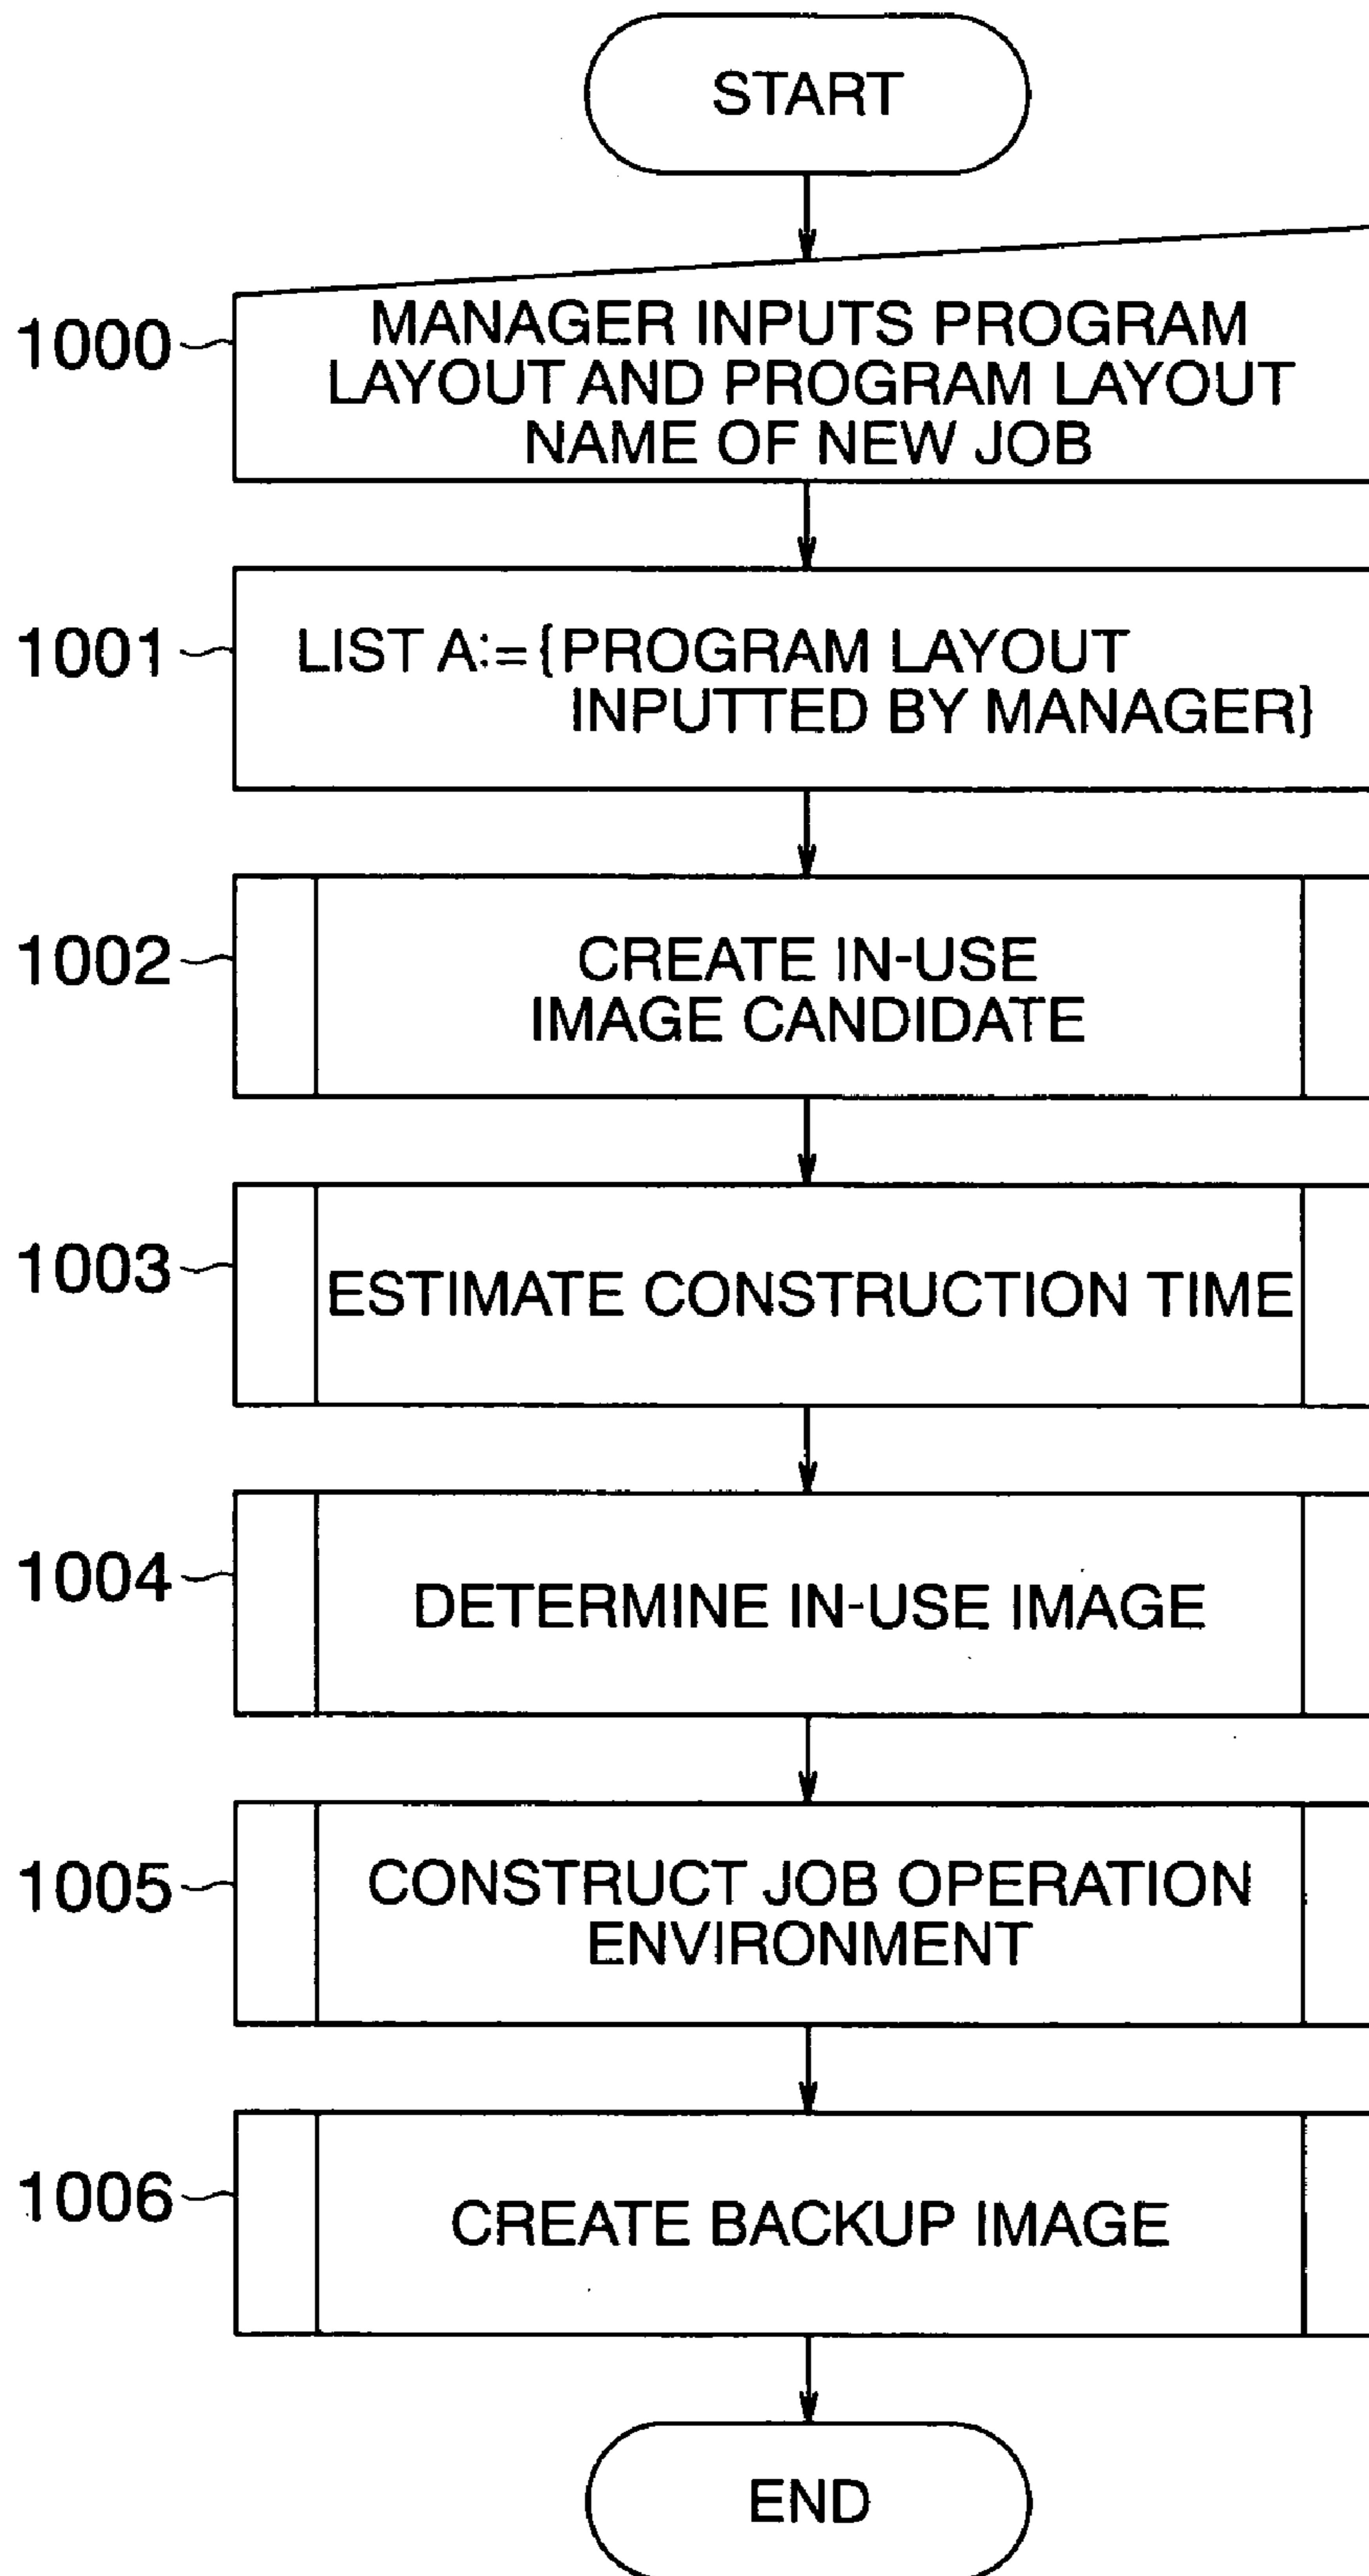 START
1000
MANAGER INPUTS PROGRAM
LAYOUT AND PROGRAM LAYOUT
NAME OF NEW JOB
1001
LIST A:={PROGRAM LAYOUT
INPUTTED BY MANAGER}
1002
CREATE IN-USE
IMAGE CANDIDATE
1003
ESTIMATE CONSTRUCTION TIME
1004
DETERMINE IN-USE IMAGE
1005
CONSTRUCT JOB OPERATION
ENVIRONMENT
1006
CREATE BACKUP IMAGE
END